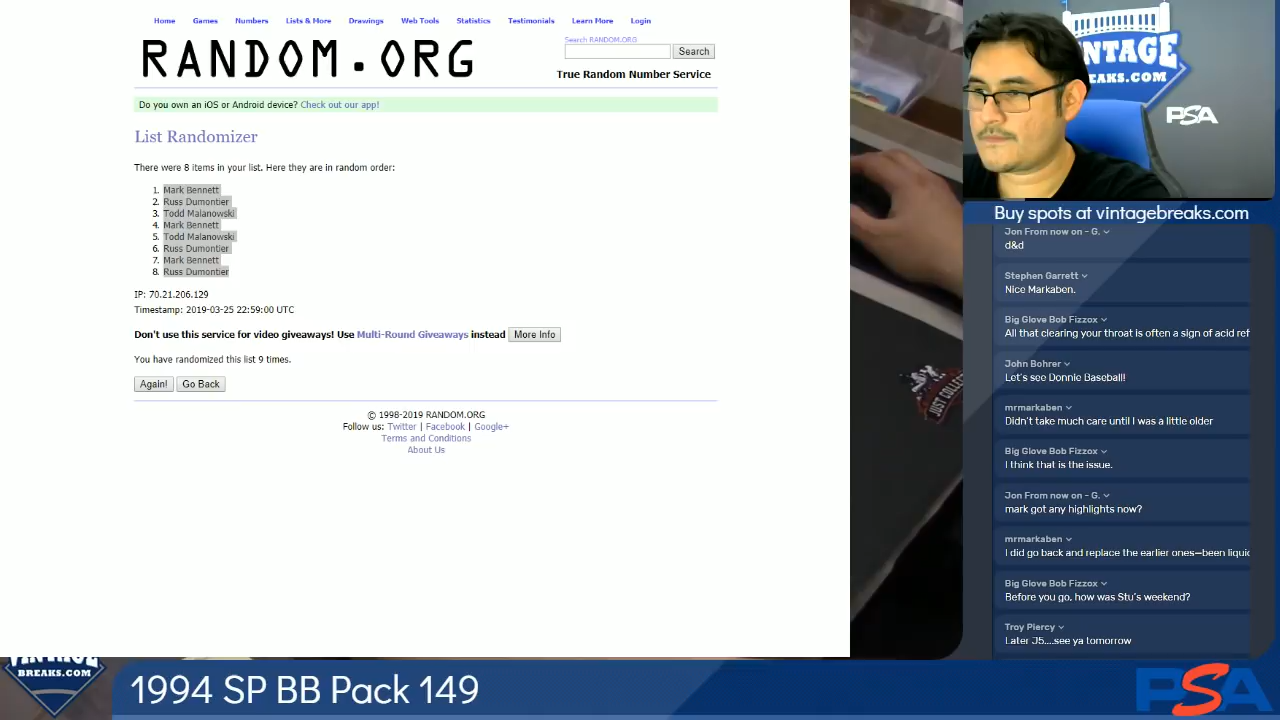 Home Games Numbers Lists & More Drawings Web Tools Statistics Testimonials Learn More Login
RANDOM.ORG
Search RANDOM.ORG
Search
True Random Number Service
Do you own an iOS or Android device? Check out our app!
List Randomizer
There were 8 items in your list. Here they are in random order:
1. Mark Bennett
2. Russ Dumontier
3. Todd Malanowski
4. Mark Bennett
5. Todd Malanowski
6. Russ Dumontier
7. Mark Bennett
8. Russ Dumontier
IP: 70.21.206.129
Timestamp: 2019-03-25 22:59:00 UTC
Don't use this service for video giveaways! Use Multi-Round Giveaways instead More Info
You have randomized this list 9 times.
Again! Go Back
© 1998-2019 RANDOM.ORG
Follow us: Twitter | Facebook | Google+
Terms and Conditions
About Us
JUST COLLEC
VINTAGE
BREAKS.COM
PSA
Buy spots at vintagebreaks.com
Jon From now on - G.
d&d
Stephen Garrett
Nice Markaben.
Big Glove Bob Fizzox
All that clearing your throat is often a sign of acid ref
John Bohrer
Let's see Donnie Baseball!
mrmarkaben
Didn't take much care until I was a little older
Big Glove Bob Fizzox
I think that is the issue.
Jon From now on - G.
mark got any highlights now?
mrmarkaben
I did go back and replace the earlier ones—been liquid
Big Glove Bob Fizzox
Before you go, how was Stu's weekend?
Troy Piercy
Later J5....see ya tomorrow
VINTAGE
BREAKS.COM
1994 SP BB Pack 149
PSA